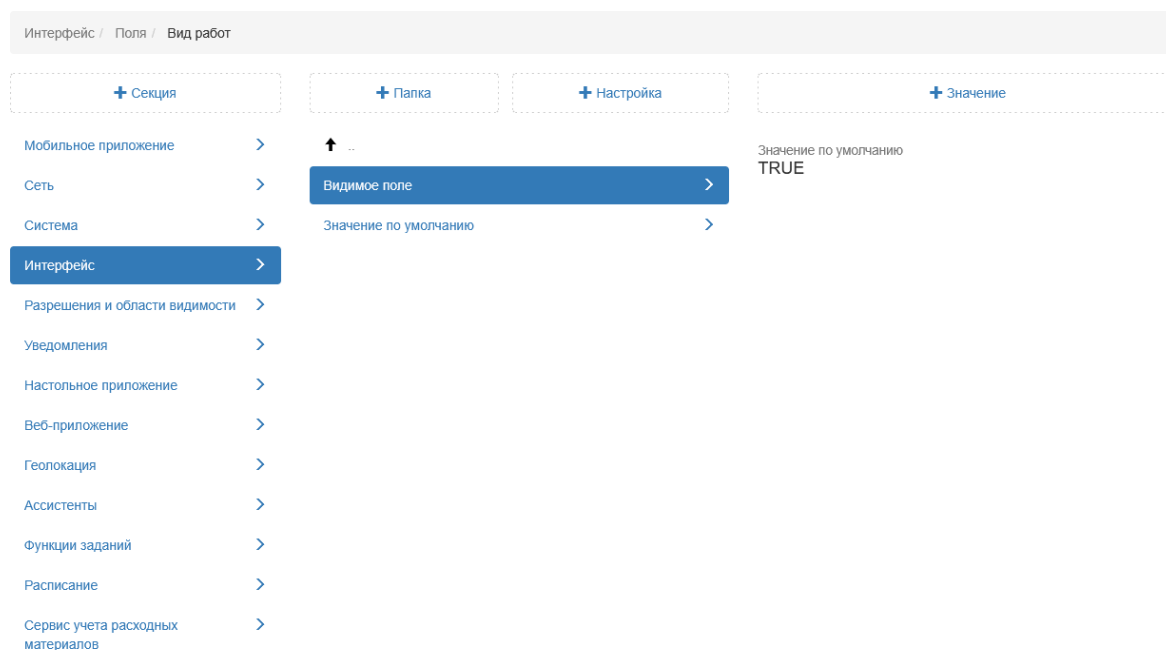 Интерфейс / Поля / Вид работ
+ Секция
+ Папка
+ Настройка
+ Значение
Мобильное приложение
Сеть
Система
Интерфейс
Разрешения и области видимости
Уведомления
Настольное приложение
Веб-приложение
Геолокация
Ассистенты
Функции заданий
Расписание
Сервис учета расходных
материалов
..
Видимое поле
Значение по умолчанию
Значение по умолчанию
TRUE